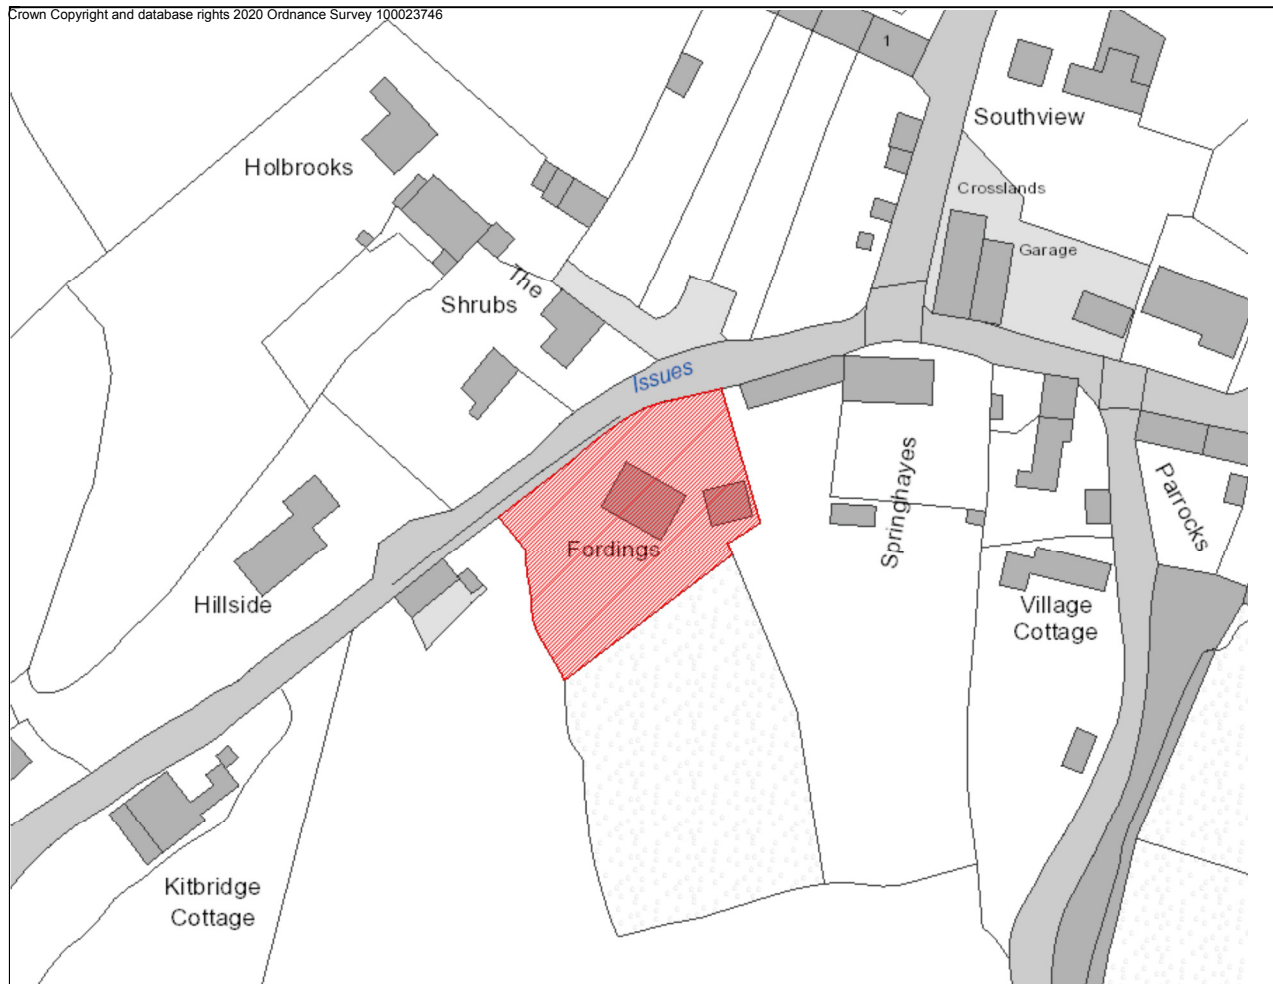 Crown Copyright and database rights 2020 Ordnance Survey 100023746
1
Southview
Holbrooks
Crosslands
Garage
The
Shrubs
Issues
Springhayes
Parrocks
Fordings
Hillside
Village
Cottage
Kitbridge
Cottage